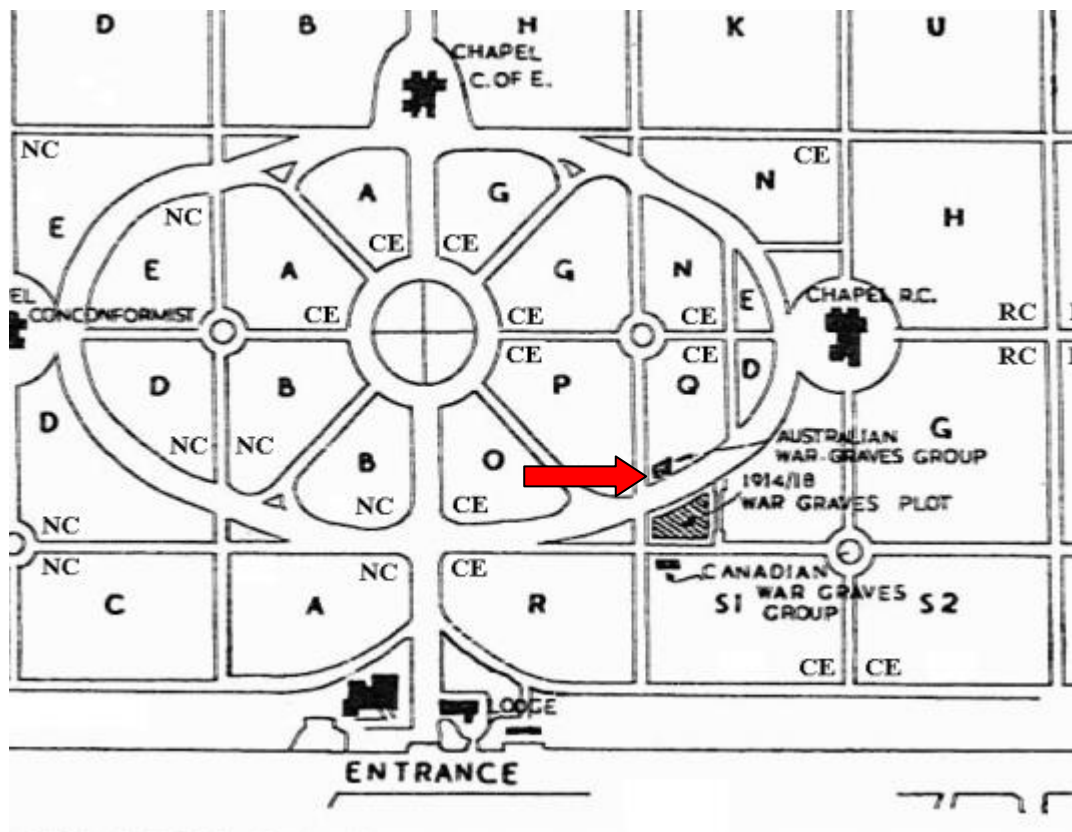 D
B
H
K
U
CHAPEL
C. OF E.
NC
CE
N
A
G
E
NC
H
CE
CE
E
A
G
N
E
EL
CONCONFORMIST
CE
CE
CE
CHAPEL R.C.
RC
CE
CE
RC
D
B
P
Q
D
D
G
AUSTRALIAN
WAR-GRAVES GROUP
NC
NC
B
O
1914/18
WAR GRAVES PLOT
NC
CE
NC
NC
NC
CE
CANADIAN
WAR GRAVES
GROUP
C
A
R
S1
S2
CE
CE
LODGE
ENTRANCE